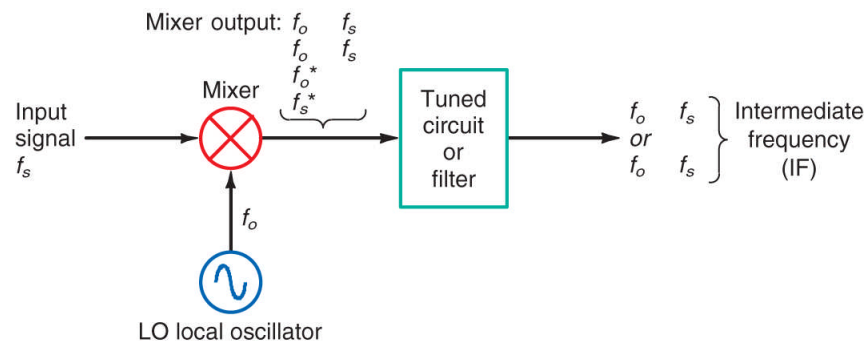 Mixer output: fo fs
fo fs
fo*
fs*
Mixer
Input
signal
fs
Tuned
circuit
or
filter
fo fs
or
fo fs
Intermediate
frequency
(IF)
fo
LO local oscillator